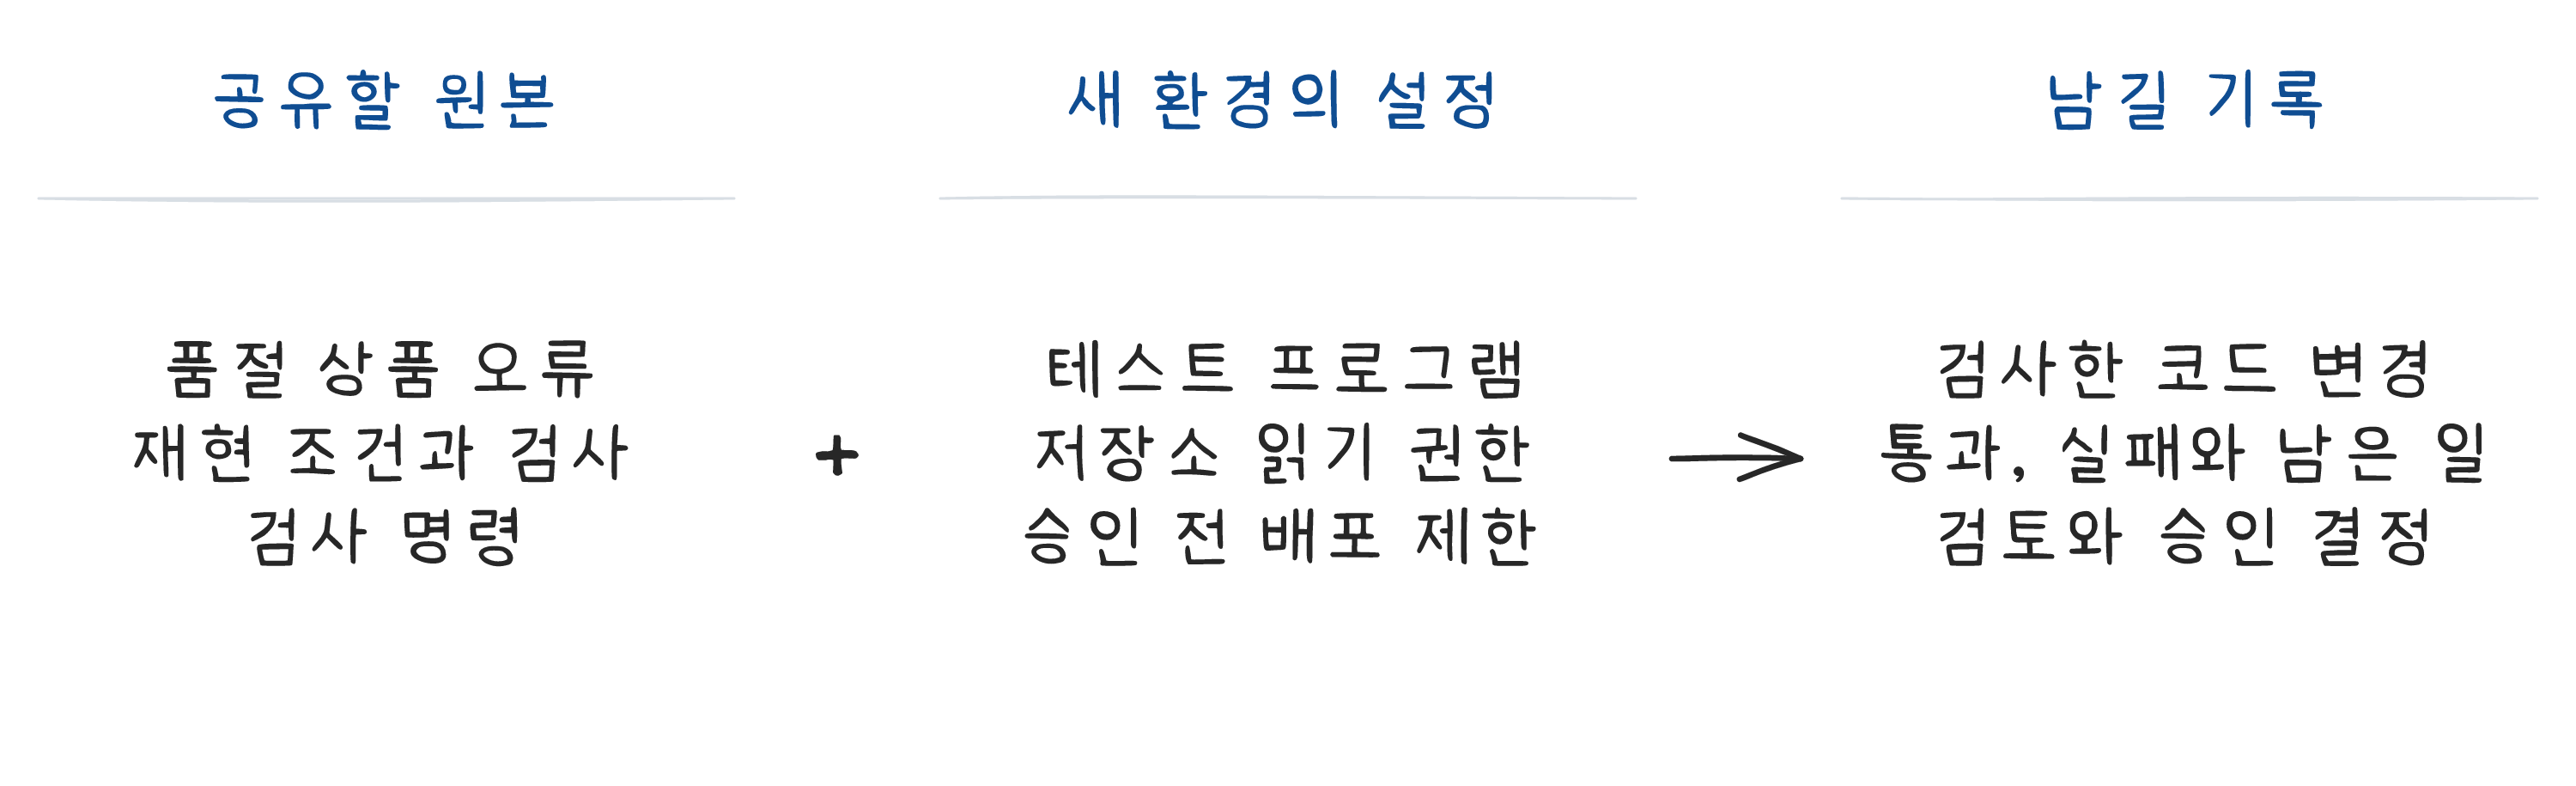 공유할 원본
품절 상품 오류
재현 조건과 검사
검사 명령
+
새 환경의 설정
테스트 프로그램
저장소 읽기 권한
승인 전 배포 제한
남길 기록
검사한 코드 변경
통과, 실패와 남은 일
검토와 승인 결정